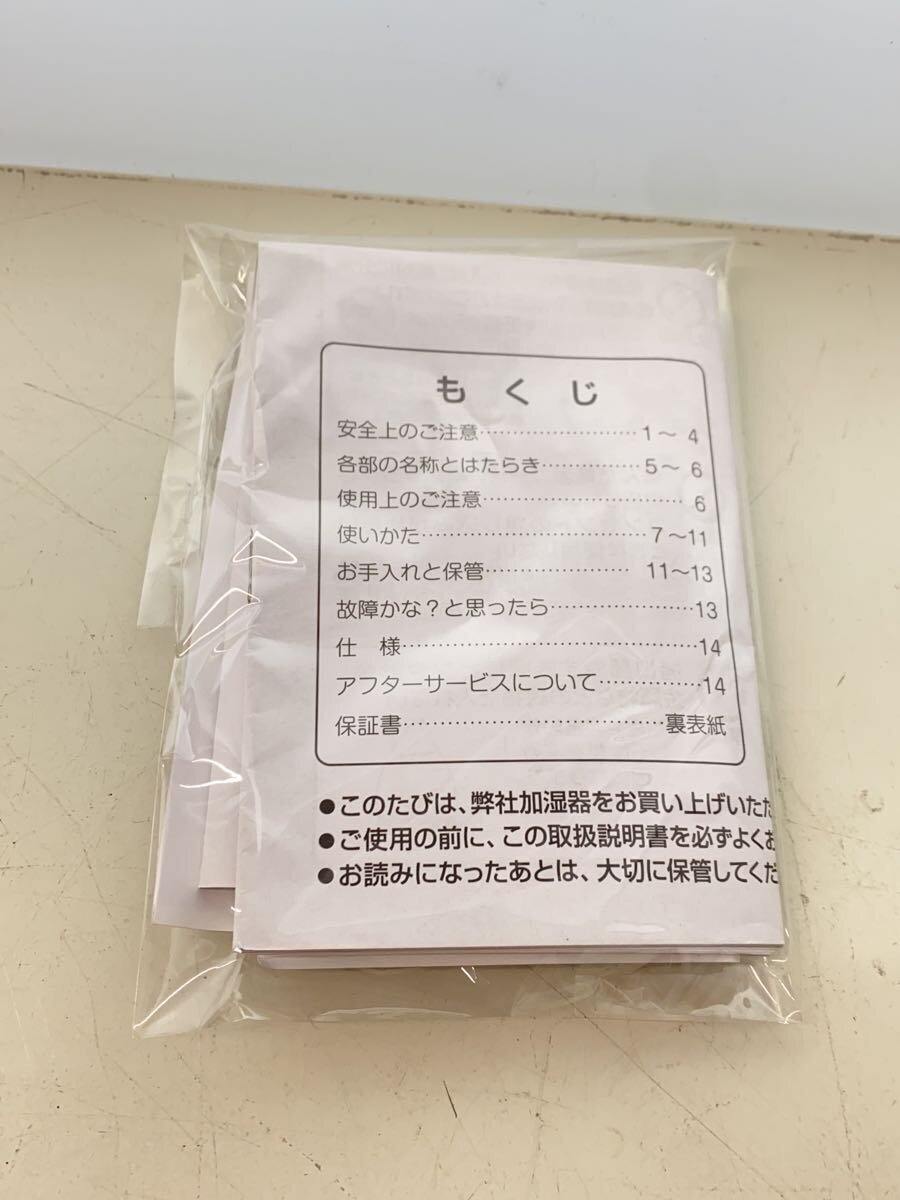 もくじ
安全上のご注意……………………1～4
各部の名称とはたらき……………5～6
使用上のご注意…………………………6
使いかた……………………………7～11
お手入れと保管…………………11～13
故障かな？と思ったら…………………13
仕　様……………………………………14
アフターサービスについて……………14
保証書………………………………裏表紙
●このたびは、弊社加湿器をお買い上げいただ
●ご使用の前に、この取扱説明書を必ずよくお
●お読みになったあとは、大切に保管してくだ